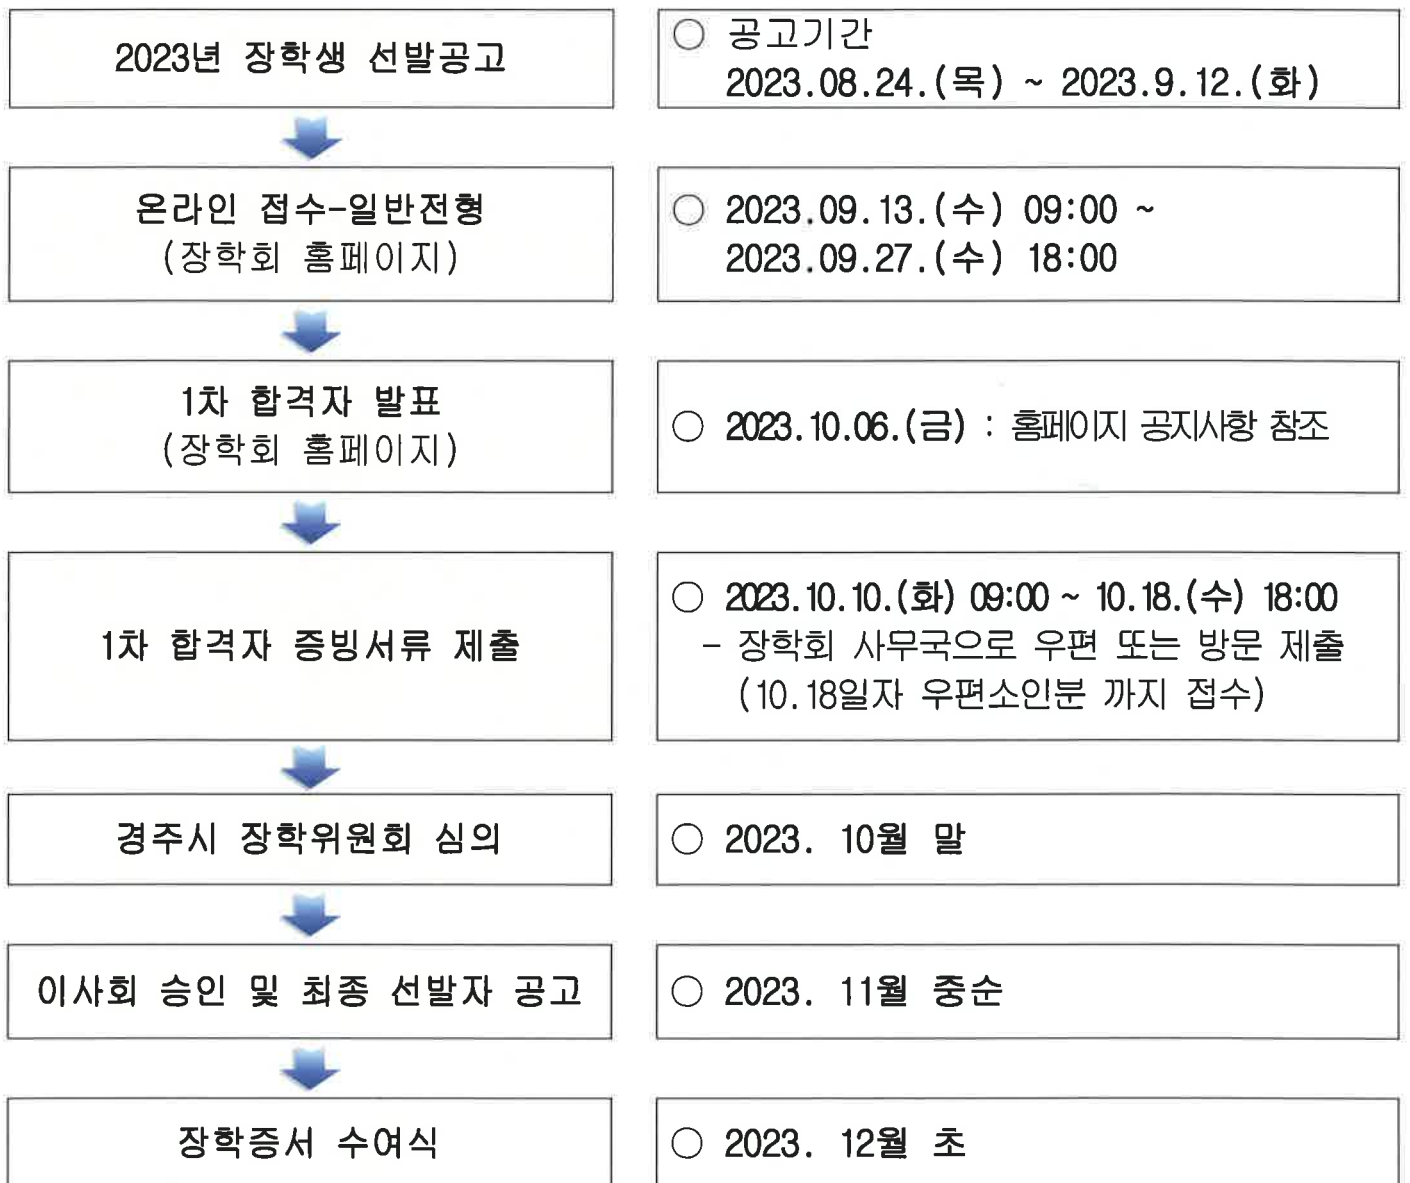 2023년 장학생 선발공고
○ 공고기간
2023.08.24.(목) ~ 2023.9.12.(화)
온라인 접수-일반전형
(장학회 홈페이지)
○ 2023.09.13.(수) 09:00 ~
2023.09.27.(수) 18:00
1차 합격자 발표
(장학회 홈페이지)
○ 2023.10.06.(금) : 홈페이지 공지사항 참조
1차 합격자 증빙서류 제출
○ 2023.10.10.(화) 09:00 ~ 10.18.(수) 18:00
- 장학회 사무국으로 우편 또는 방문 제출
(10.18일자 우편소인분 까지 접수)
경주시 장학위원회 심의
○ 2023. 10월 말
이사회 승인 및 최종 선발자 공고
○ 2023. 11월 중순
장학증서 수여식
○ 2023. 12월 초